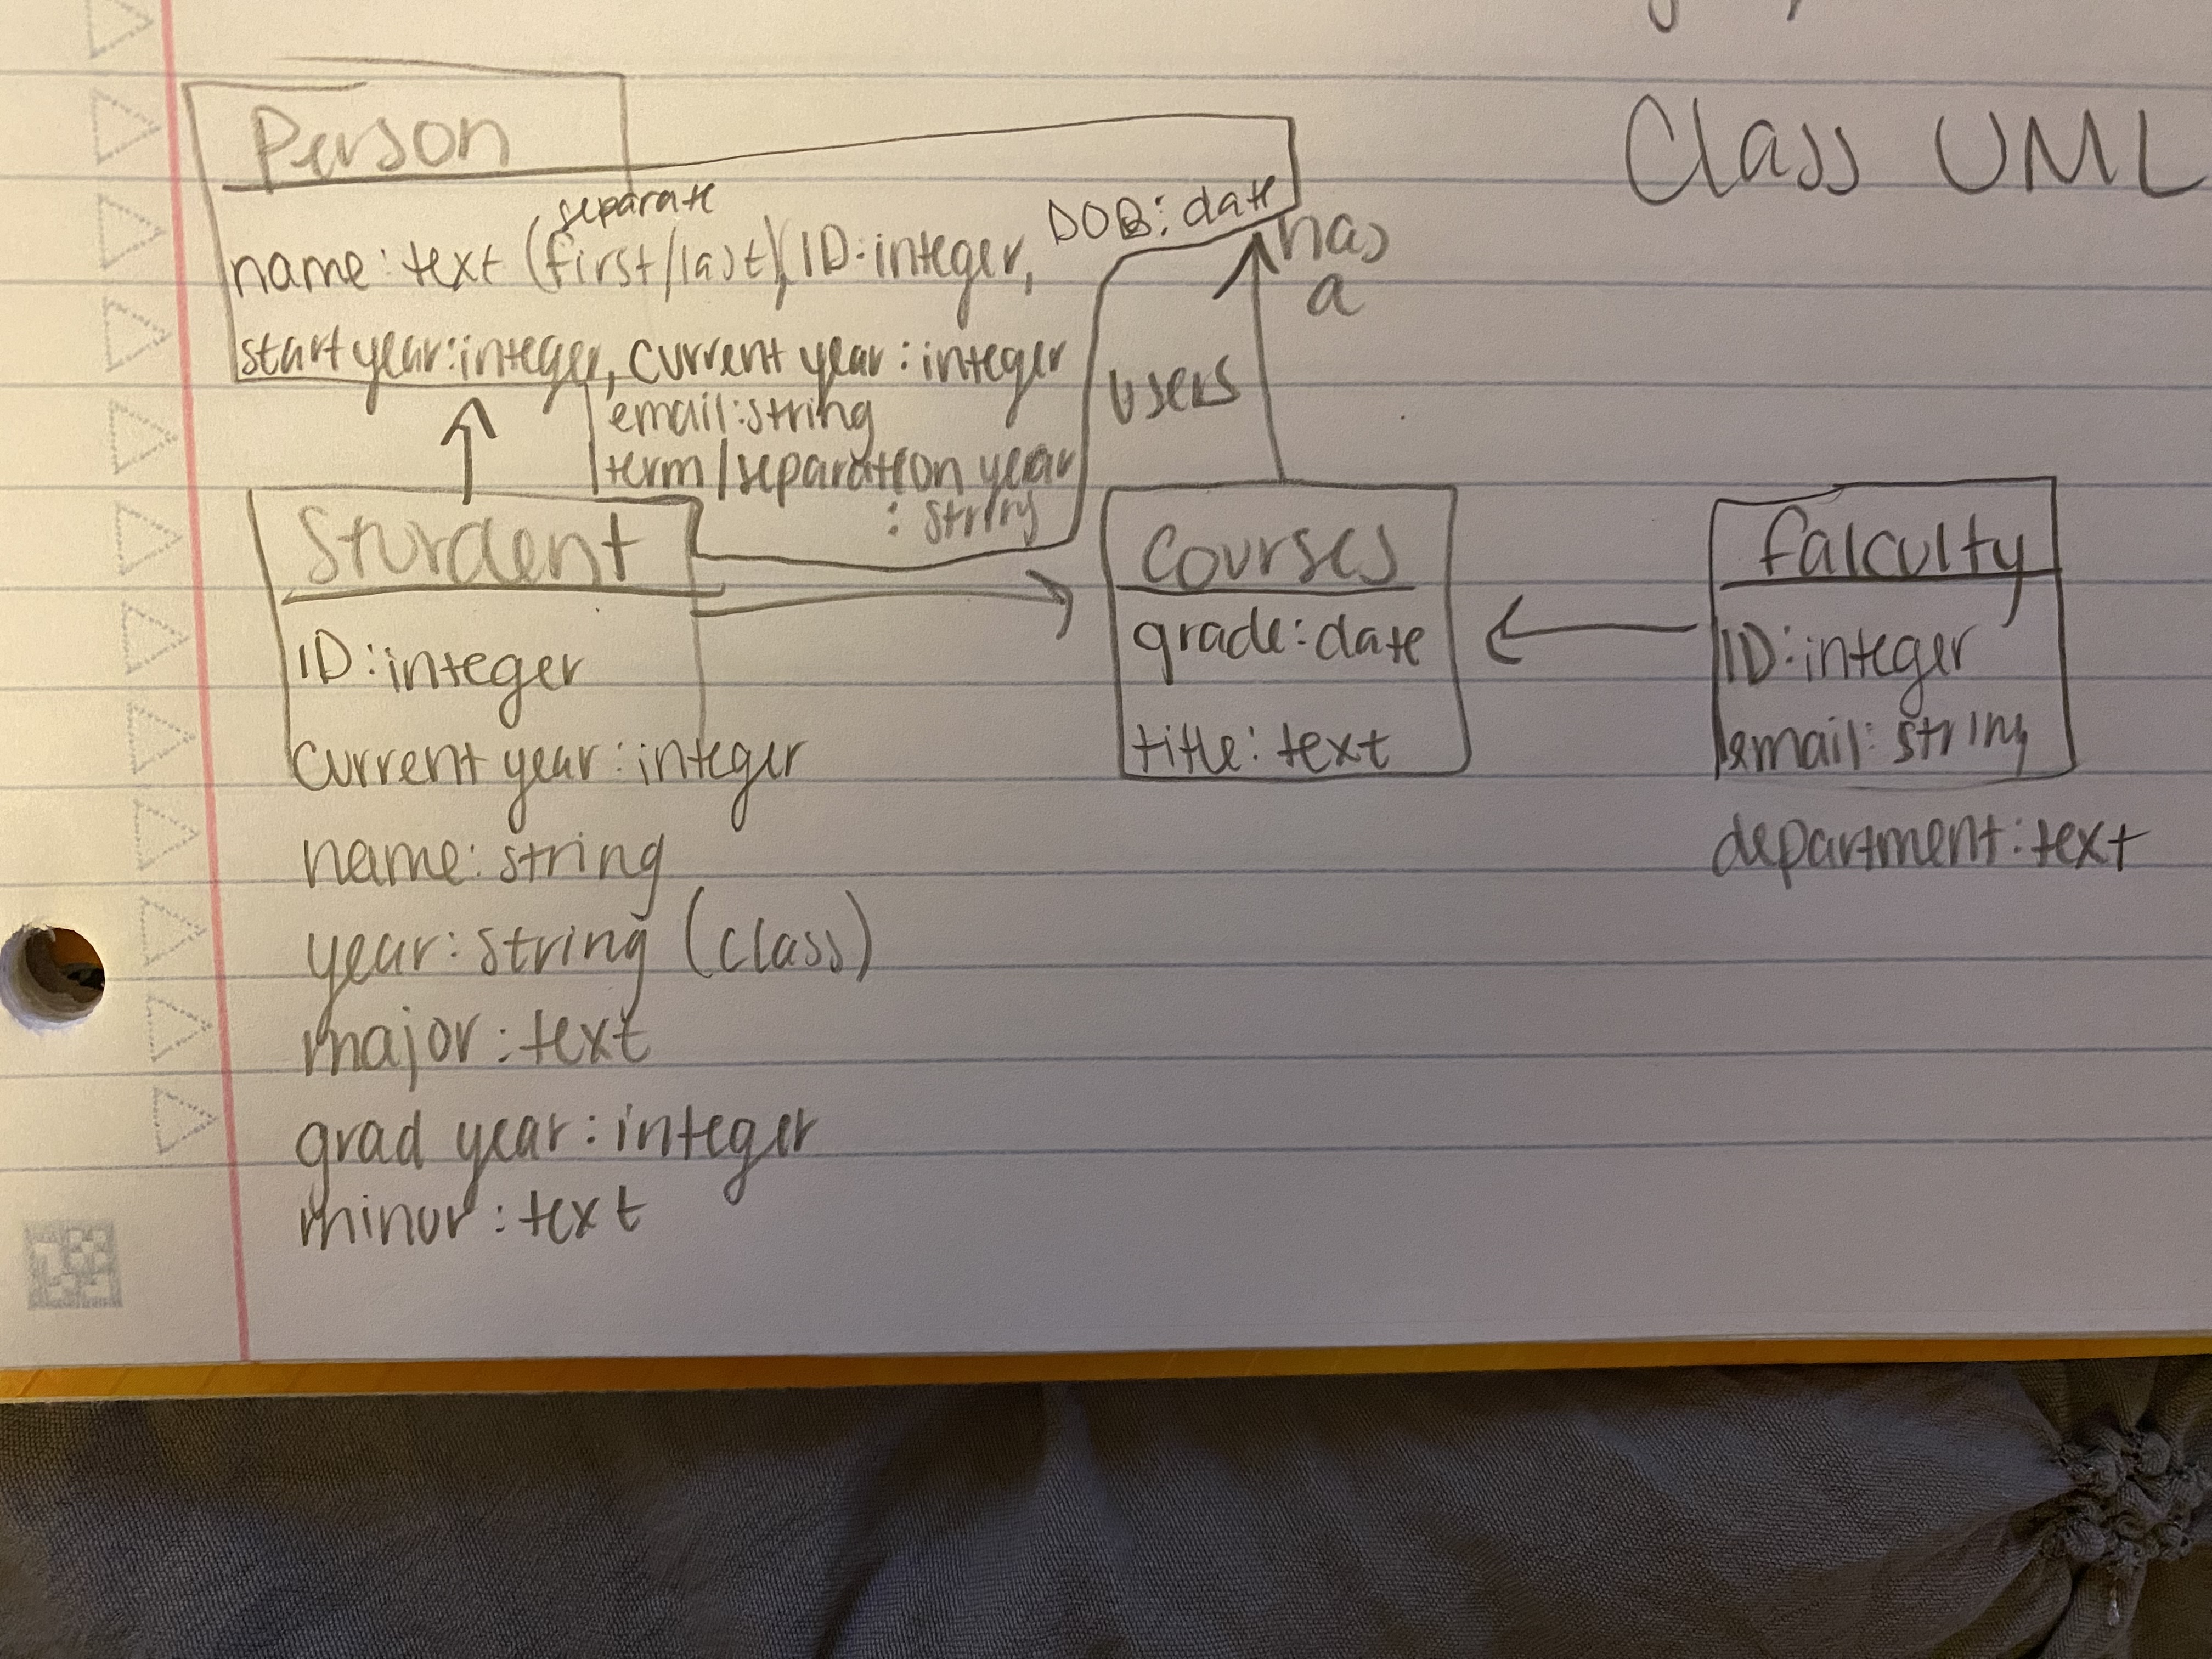 Class UML
Person
separate
name: text (first/last) ID: integer, DOB: date
start year: integer, current year: integer
email: string
term/separation year
: string
has
a
users
Student
ID: integer
current year: integer
name: string
year: string (class)
major: text
grad year: integer
minor: text
Courses
grade: date
title: text
Falculty
ID: integer
email: string
department: text